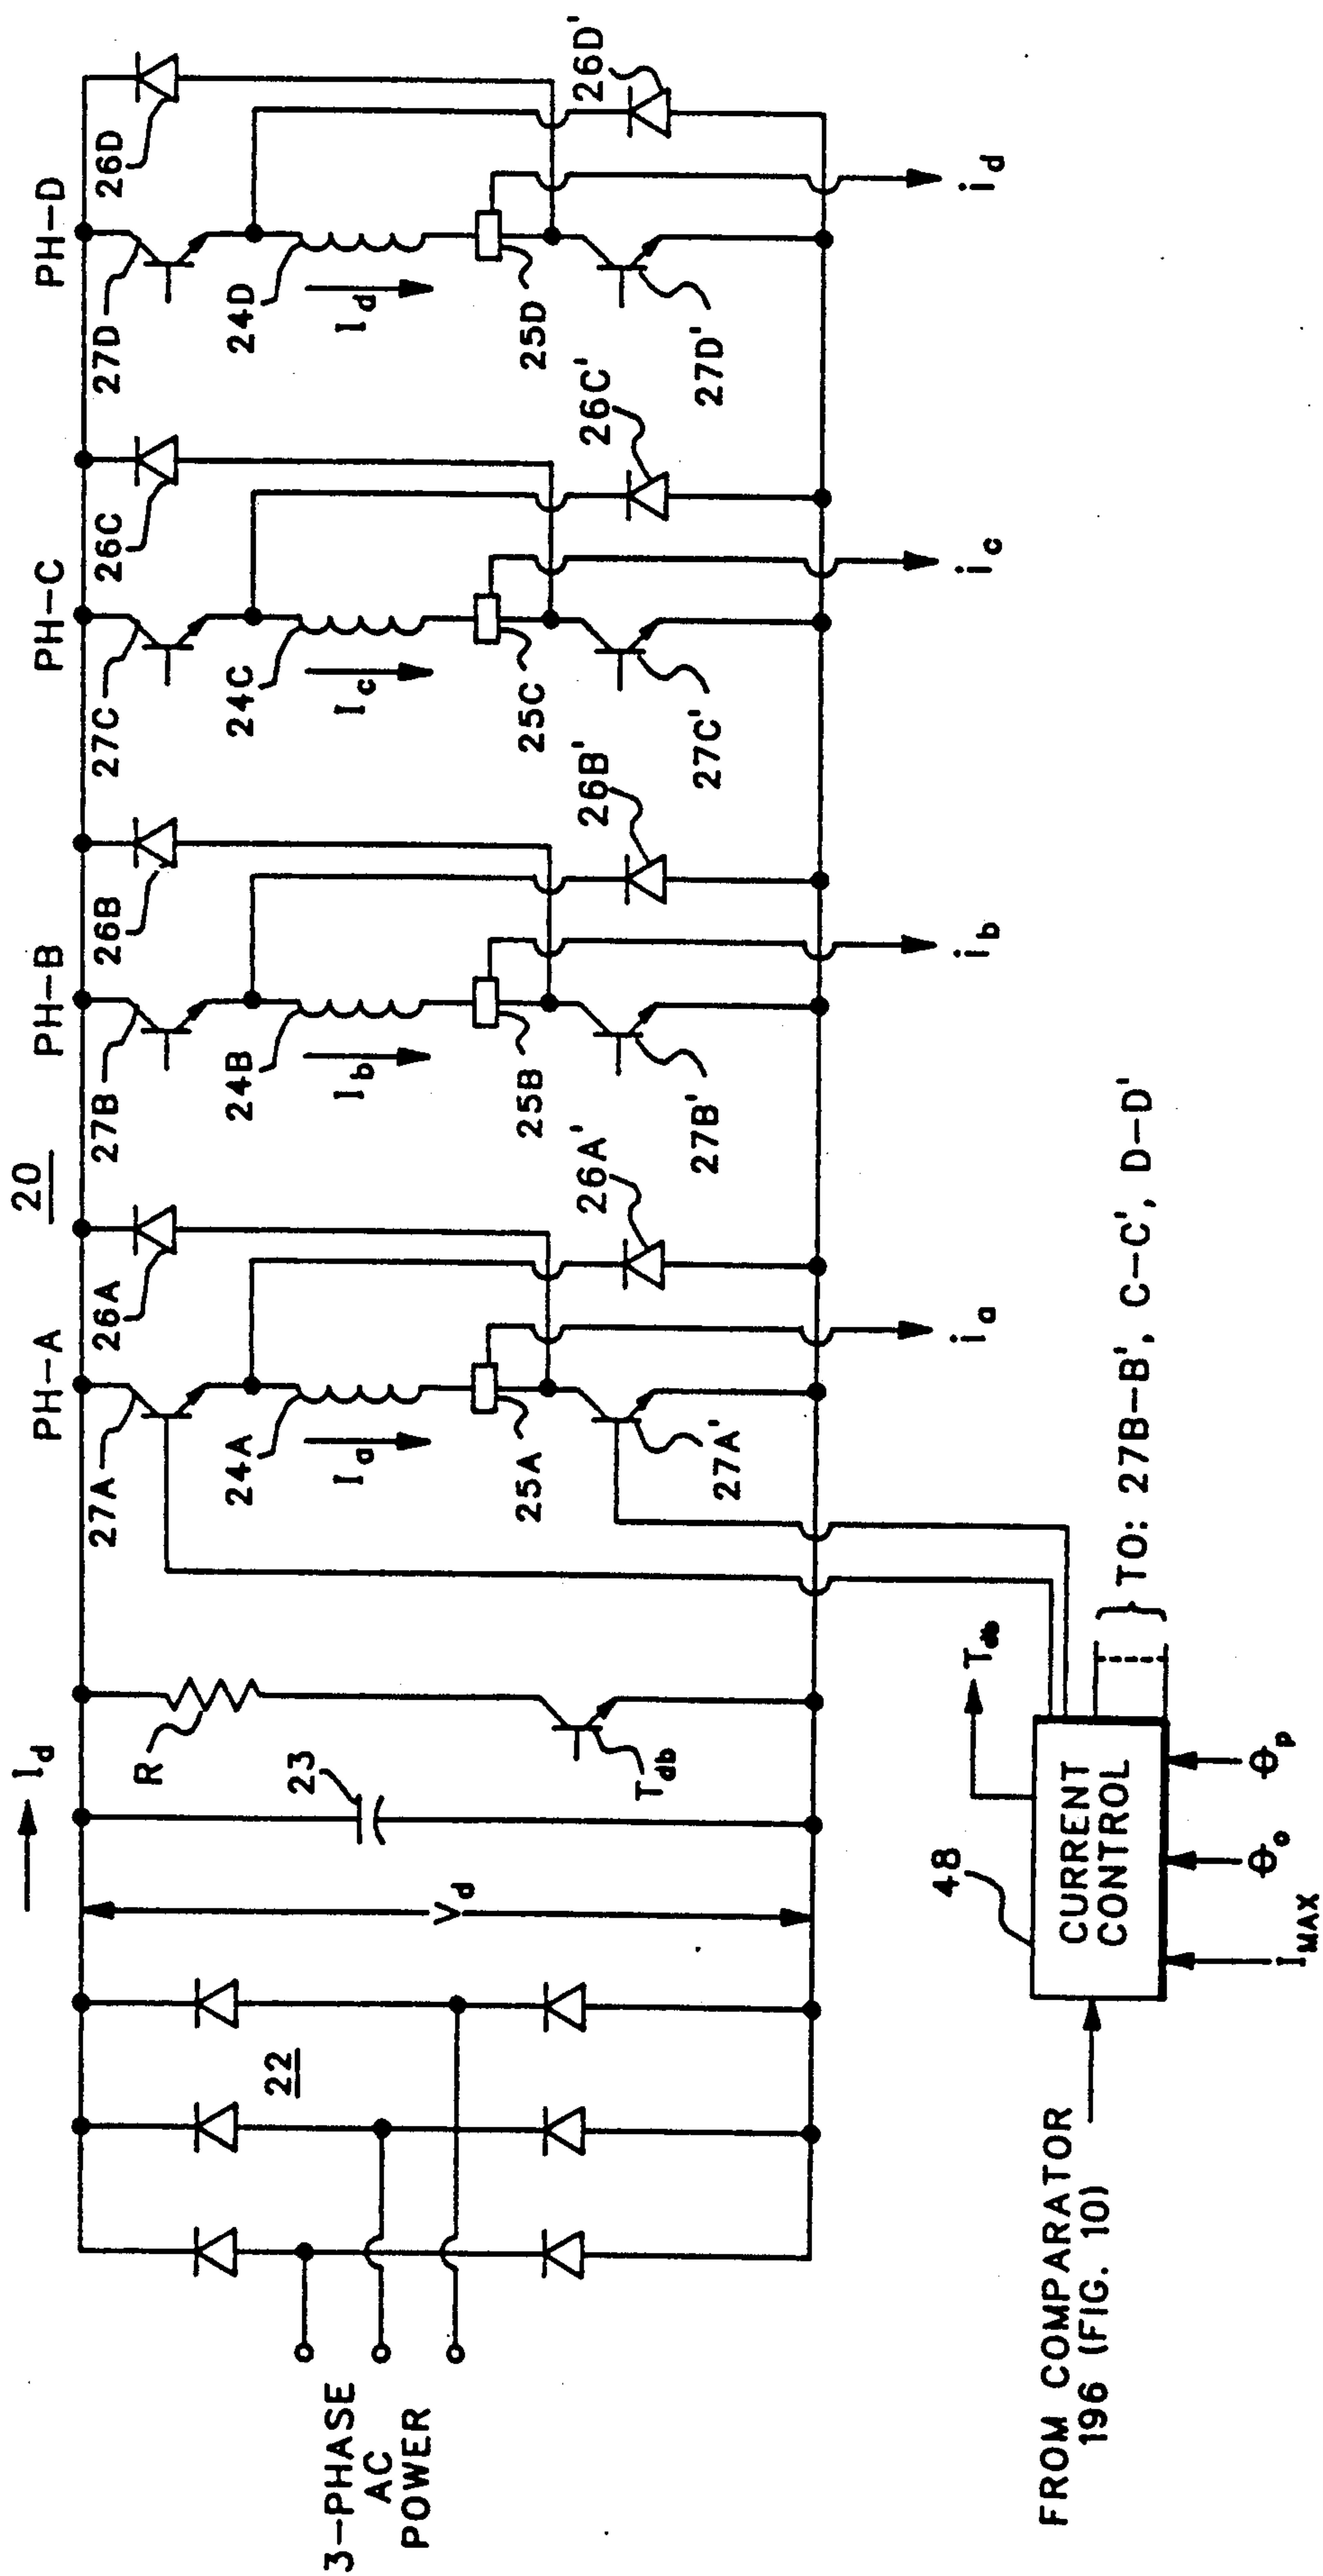 20
I_d
PH-A
PH-B
PH-C
PH-D
27A
26A
27B
26B
27C
26C
27D
26D
3-PHASE
AC
POWER
22
V_d
23
R
T_db
24A
I_a
25A
27A'
26A'
24B
I_b
25B
27B'
26B'
24C
I_c
25C
27C'
26C'
24D
I_d
25D
27D'
26D'
i_a
i_b
i_c
i_d
FROM COMPARATOR
196 (FIG. 10)
48
CURRENT
CONTROL
T_db
TO: 27B-B', C-C', D-D'
I_MAX
θ_o
θ_p